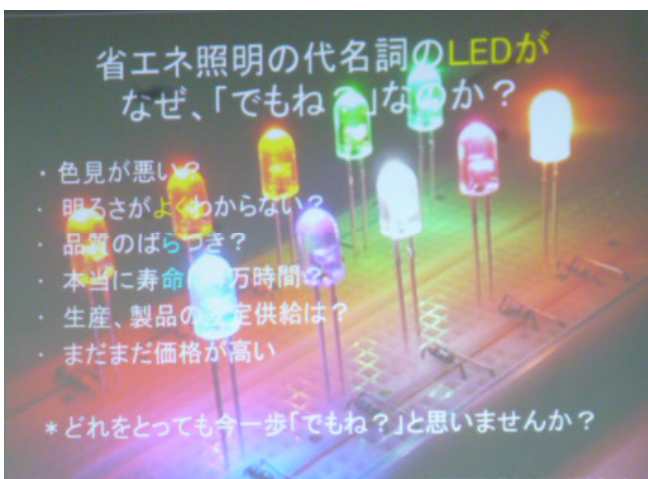 省エネ照明の代名詞のLEDが
なぜ、「でもね？」なのか？
・ 色見が悪い？
・ 明るさがよくわからない？
・ 品質のばらつき？
・ 本当に寿命は4万時間？
・ 生産、製品の安定供給は？
・ まだまだ価格が高い
＊どれをとっても今一歩「でもね？」と思いませんか？